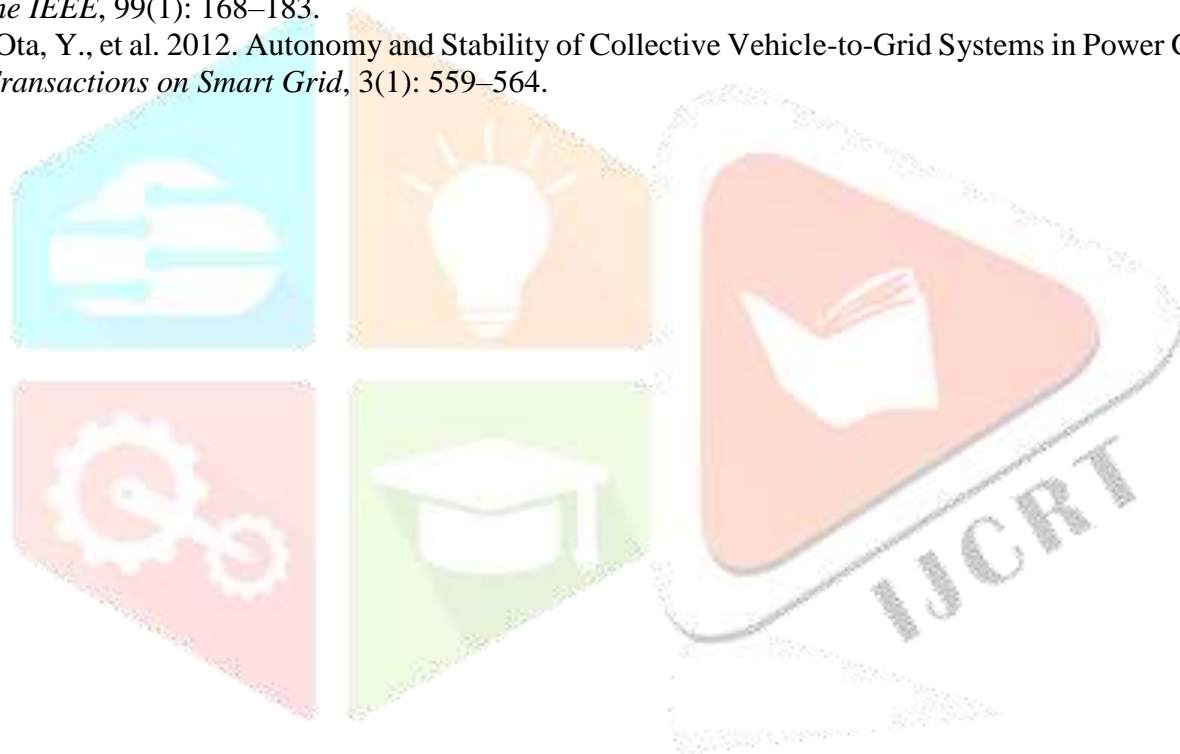 ne IEEE, 99(1): 168–183.
Ota, Y., et al. 2012. Autonomy and Stability of Collective Vehicle-to-Grid Systems in Power
Transactions on Smart Grid, 3(1): 559–564.
IJCRT